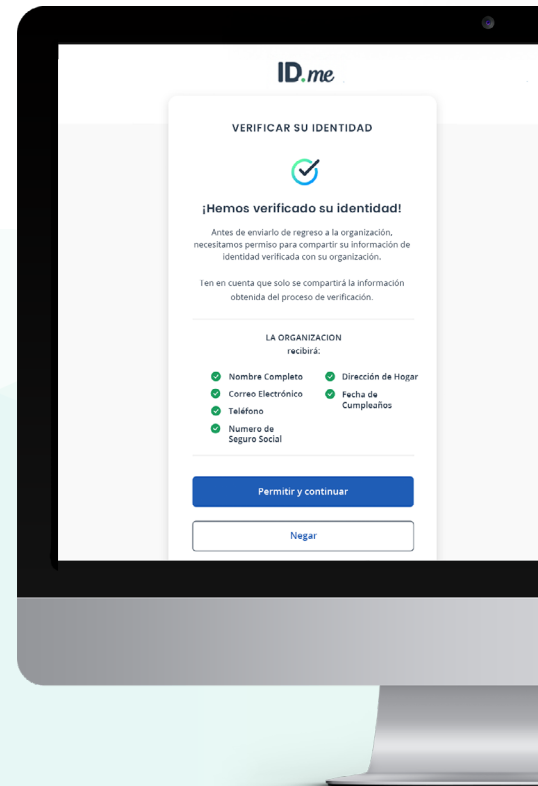 ID.me
VERIFICAR SU IDENTIDAD
¡Hemos verificado su identidad!
Antes de enviarlo de regreso a la organización,
necesitamos permiso para compartir su información de
identidad verificada con su organización.
Ten en cuenta que solo se compartirá la información
obtenida del proceso de verificación.
LA ORGANIZACION
recibirá:
Nombre Completo
Correo Electrónico
Teléfono
Numero de
Seguro Social
Dirección de Hogar
Fecha de
Cumpleaños
Permitir y continuar
Negar